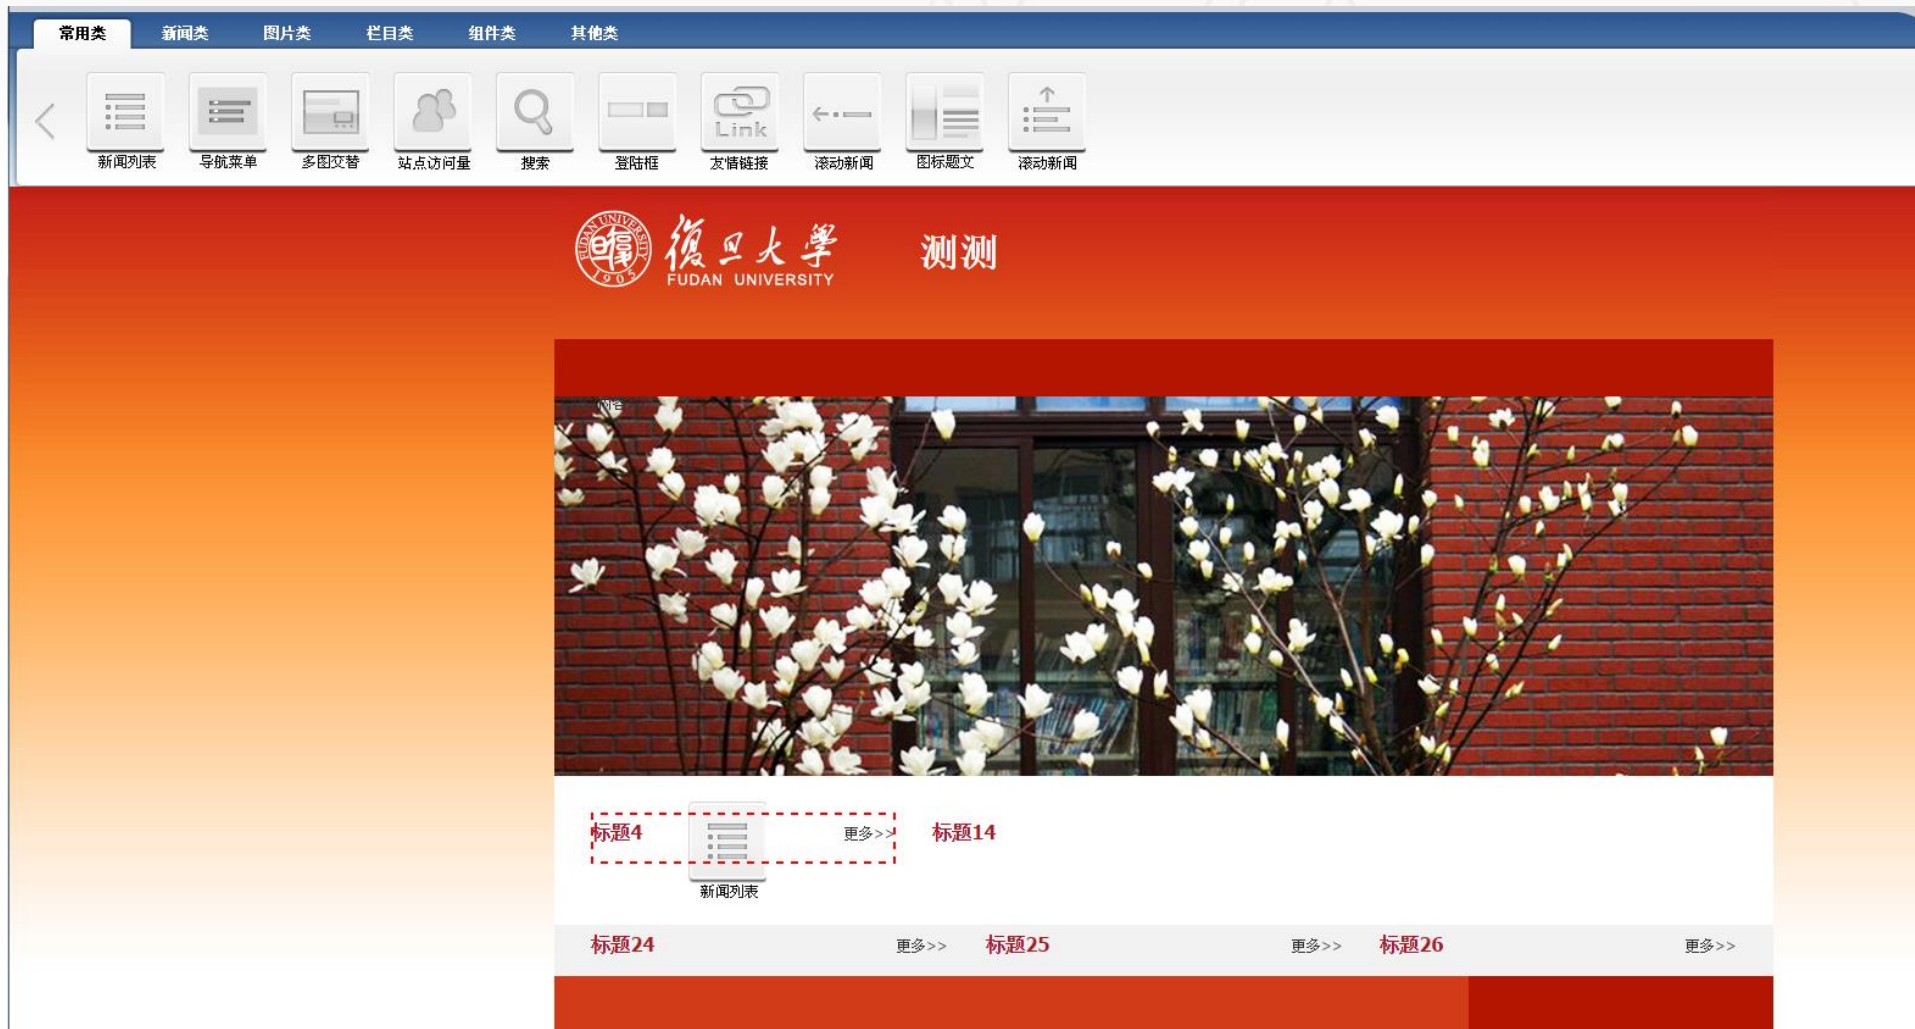 常用类 新闻类 图片类 栏目类 组件类 其他类
Link
新闻列表 导航菜单 多图交替 站点访问量 搜索 登陆框 友情链接 滚动新闻 图标题文 滚动新闻
FUDAN UNIVERSITY 1905
復旦大學 测测
FUDAN UNIVERSITY
内容
标题4 更多>> 标题14
新闻列表
标题24 更多>> 标题25 更多>> 标题26 更多>>